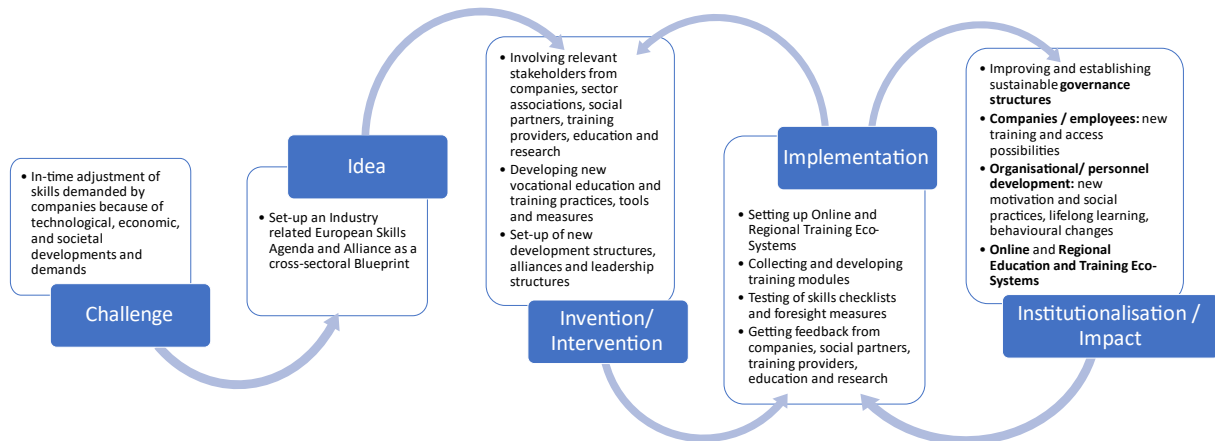 • In-time adjustment of
skills demanded by
companies because of
technological, economic,
and societal
developments and
demands
Challenge
Idea
• Set-up an Industry
related European Skills
Agenda and Alliance as a
cross-sectoral Blueprint
• Involving relevant
stakeholders from
companies, sector
associations, social
partners, training
providers, education and
research
• Developing new
vocational education and
training practices, tools
and measures
• Set-up of new
development structures,
alliances and leadership
structures
Invention/
Intervention
Implementation
• Setting up Online and
Regional Training Eco-
Systems
• Collecting and developing
training modules
• Testing of skills checklists
and foresight measures
• Getting feedback from
companies, social partners,
training providers,
education and research
• Improving and establishing
sustainable governance
structures
• Companies / employees: new
training and access
possibilities
• Organisational/ personnel
development: new
motivation and social
practices, lifelong learning,
behavioural changes
• Online and Regional
Education and Training Eco-
Systems
Institutionalisation /
Impact